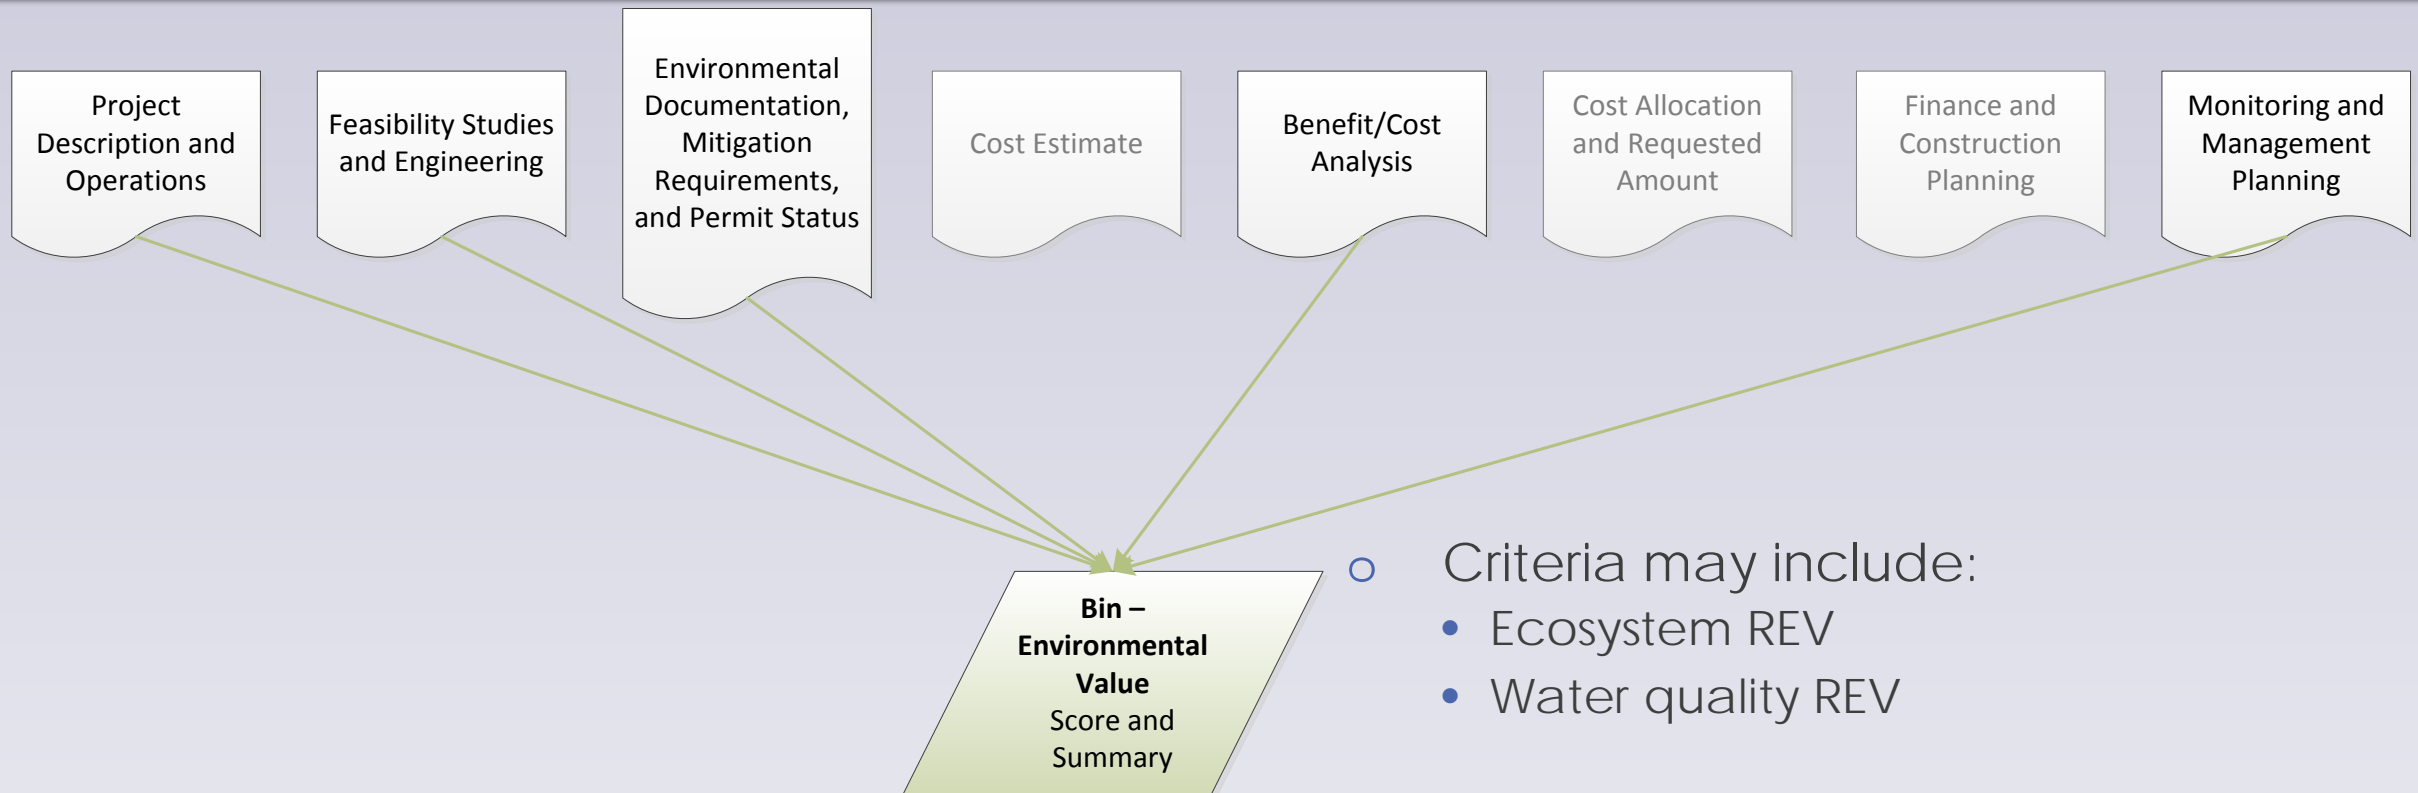 Project
Description and
Operations
Feasibility Studies
and Engineering
Environmental
Documentation,
Mitigation
Requirements,
and Permit Status
Cost Estimate
Benefit/Cost
Analysis
Cost Allocation
and Requested
Amount
Finance and
Construction
Planning
Monitoring and
Management
Planning
Bin –
Environmental
Value
Score and
Summary
o Criteria may include:
• Ecosystem REV
• Water quality REV